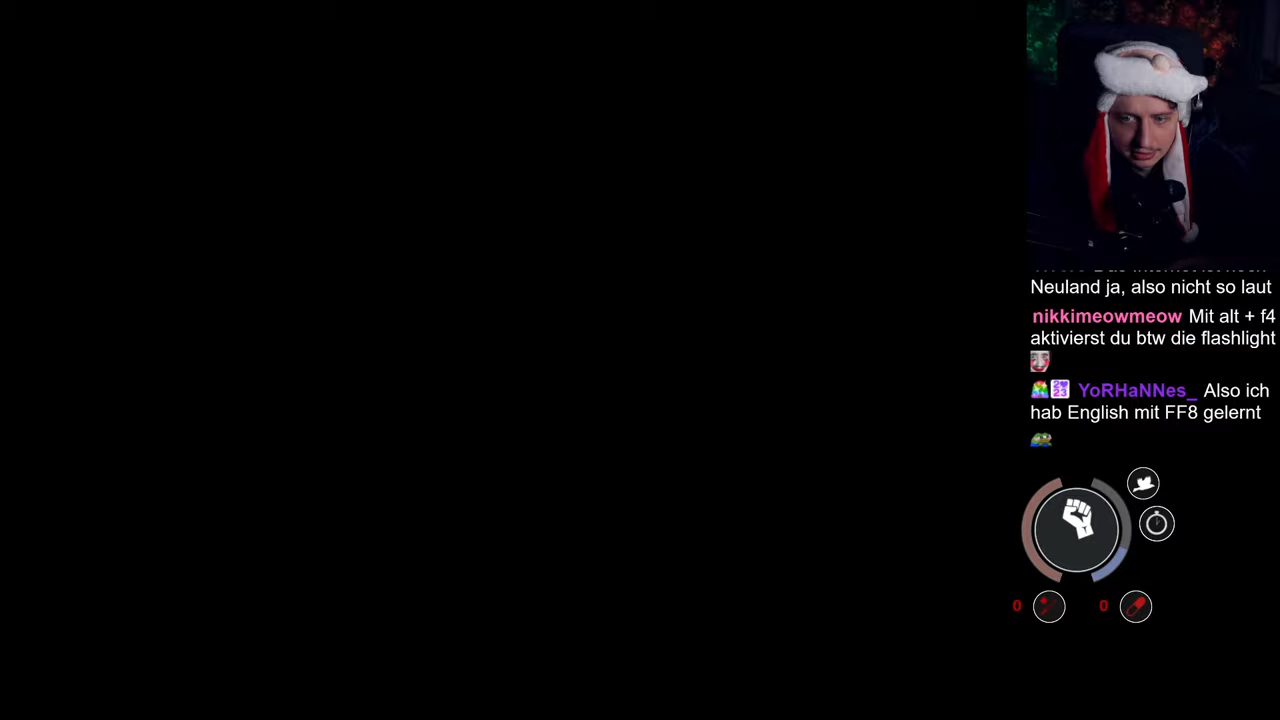 Neuland ja, also nicht so laut
nikkimeowmeow Mit alt + f4
aktivierst du btw die flashlight
YoRHaNNes_ Also ich
hab English mit FF8 gelernt
0 0